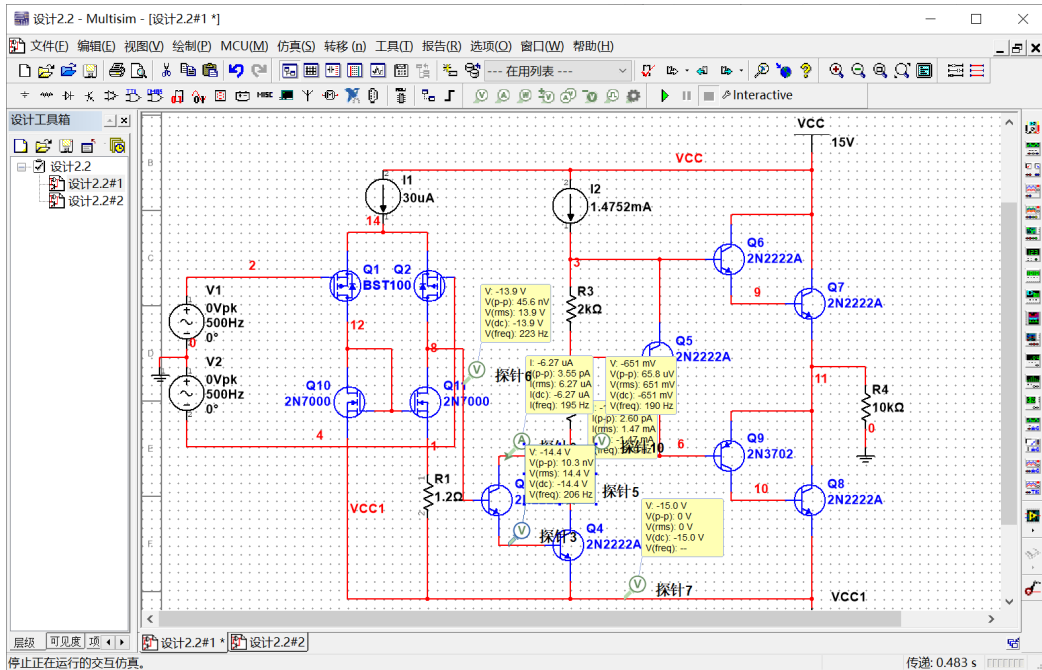 设计2.2 - Multisim - [设计2.2#1 *]
文件(F) 编辑(E) 视图(V) 绘制(P) MCU(M) 仿真(S) 转移 (n) 工具(T) 报告(R) 选项(O) 窗口(W) 帮助(H)
--- 在用列表 ---
Interactive
设计工具箱
设计2.2
设计2.2#1
设计2.2#2
B
C
D
E
F
VCC
15V
VCC
I1
30uA
14
I2
1.4752mA
2
3
Q1 Q2
BST100
Q6
2N2222A
9
Q7
2N2222A
V1
0Vpk
500Hz
0°
0
V2
0Vpk
500Hz
0°
4
12
8
R3
2kΩ
V: -13.9 V
V(p-p): 45.6 nV
V(rms): 13.9 V
V(dc): -13.9 V
V(freq): 223 Hz
探针6
Q5
2N2222A
I: -6.27 uA
I(p-p): 3.55 pA
I(rms): 6.27 uA
I(dc): -6.27 uA
I(freq): 195 Hz
V: -651 mV
V(p-p): 65.8 uV
V(rms): 651 mV
V(dc): -651 mV
V(freq): 190 Hz
I(p-p): 2.60 pA
I(rms): 1.47 mA
探针10
11
R4
10kΩ
0
Q10
2N7000
2N7000
1
6
Q9
2N3702
10
Q8
2N2222A
R1
1.2Ω
VCC1
V: -14.4 V
V(p-p): 10.3 nV
V(rms): 14.4 V
V(dc): -14.4 V
V(freq): 206 Hz
探针5
探针3
Q4
2N2222A
V: -15.0 V
V(p-p): 0 V
V(rms): 0 V
V(dc): -15.0 V
V(freq): --
探针7
VCC1
层级 可见度 项
设计2.2#1 * 设计2.2#2
停止正在运行的交互仿真。
传递: 0.483 s